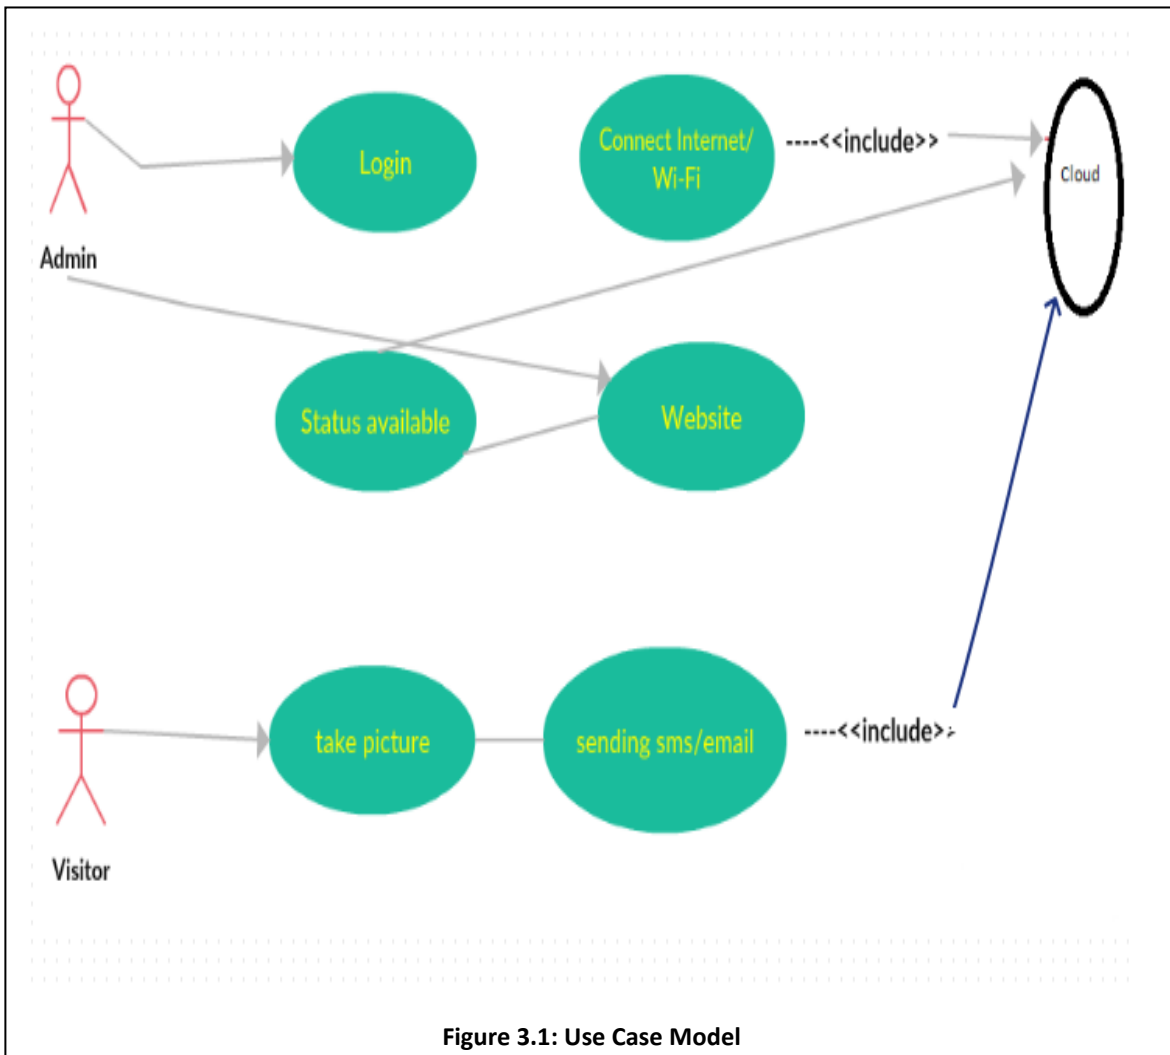 Login
Connect Internet/
Wi-Fi
----<<include>>
Cloud
Admin
Status available
Website
take picture
sending sms/email
----<<include>
Visitor
Figure 3.1: Use Case Model